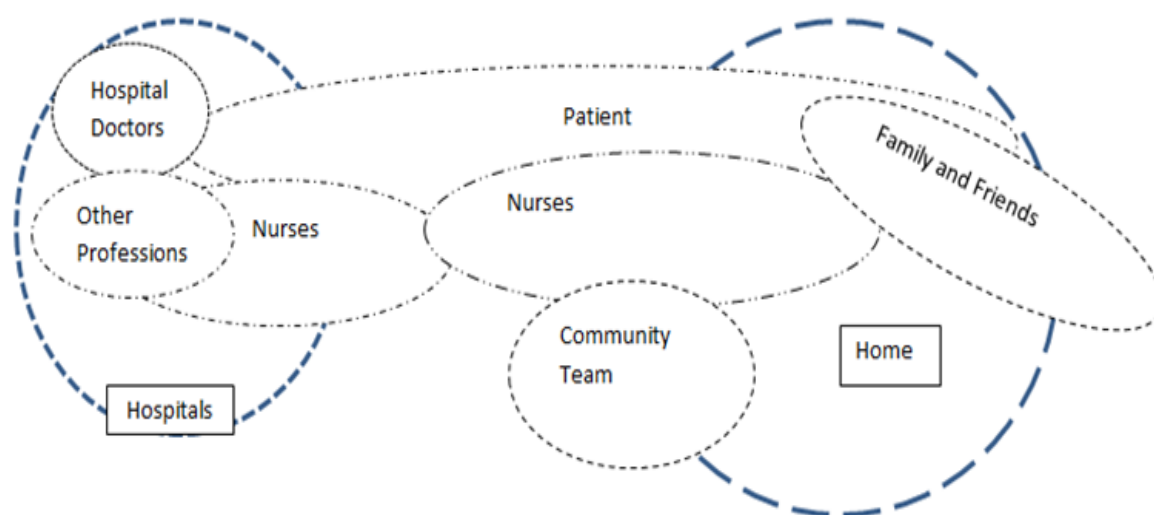 Hospital
Doctors
Patient
Family and Friends
Other
Professions
Nurses
Nurses
Community
Team
Home
Hospitals